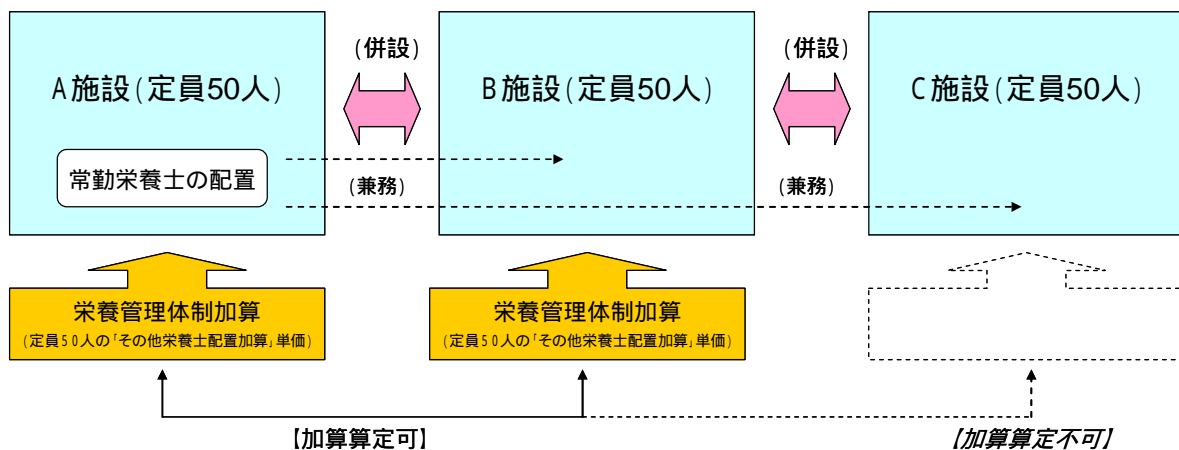 (併設)
(併設)
A施設(定員50人)
B施設(定員50人)
C施設(定員50人)
常勤栄養士の配置
(兼務)
(兼務)
栄養管理体制加算
(定員50人の「その他栄養士配置加算」単価)
栄養管理体制加算
(定員50人の「その他栄養士配置加算」単価)
【加算算定可】
【加算算定不可】